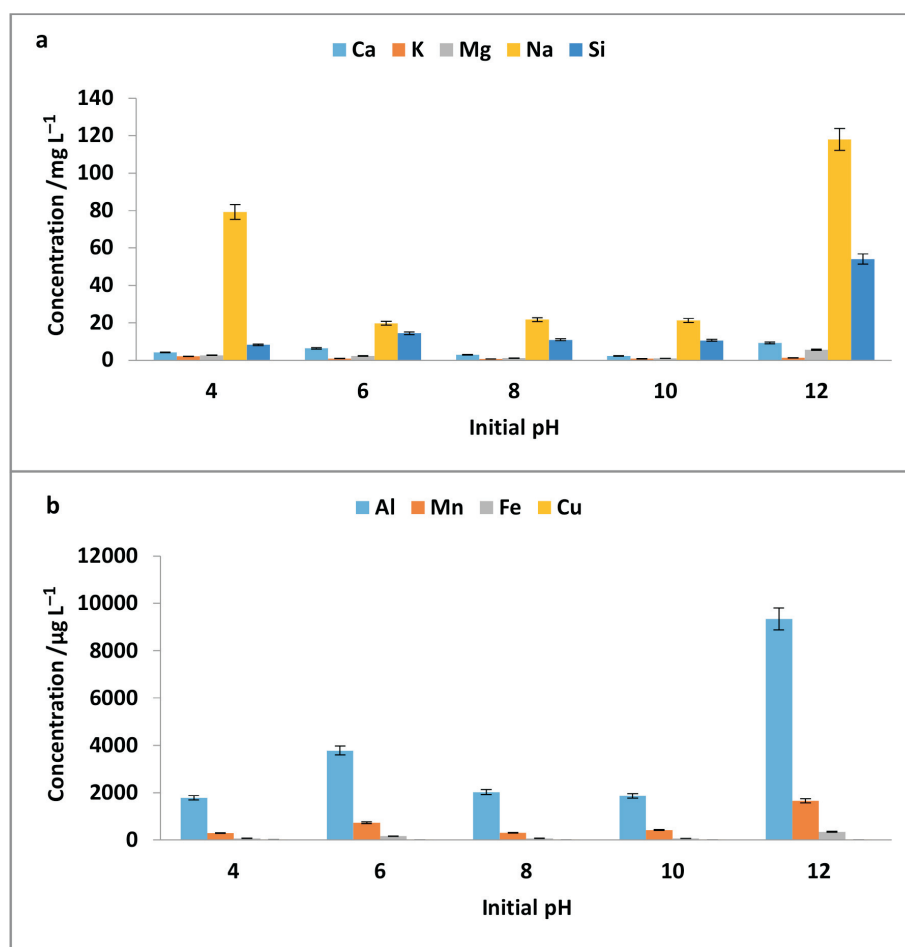 a
Ca K Mg Na Si
140
120
100
80
60
40
20
0
Concentration /mg L⁻¹
4 6 8 10 12
Initial pH
b
Al Mn Fe Cu
12000
10000
8000
6000
4000
2000
0
Concentration /µg L⁻¹
4 6 8 10 12
Initial pH